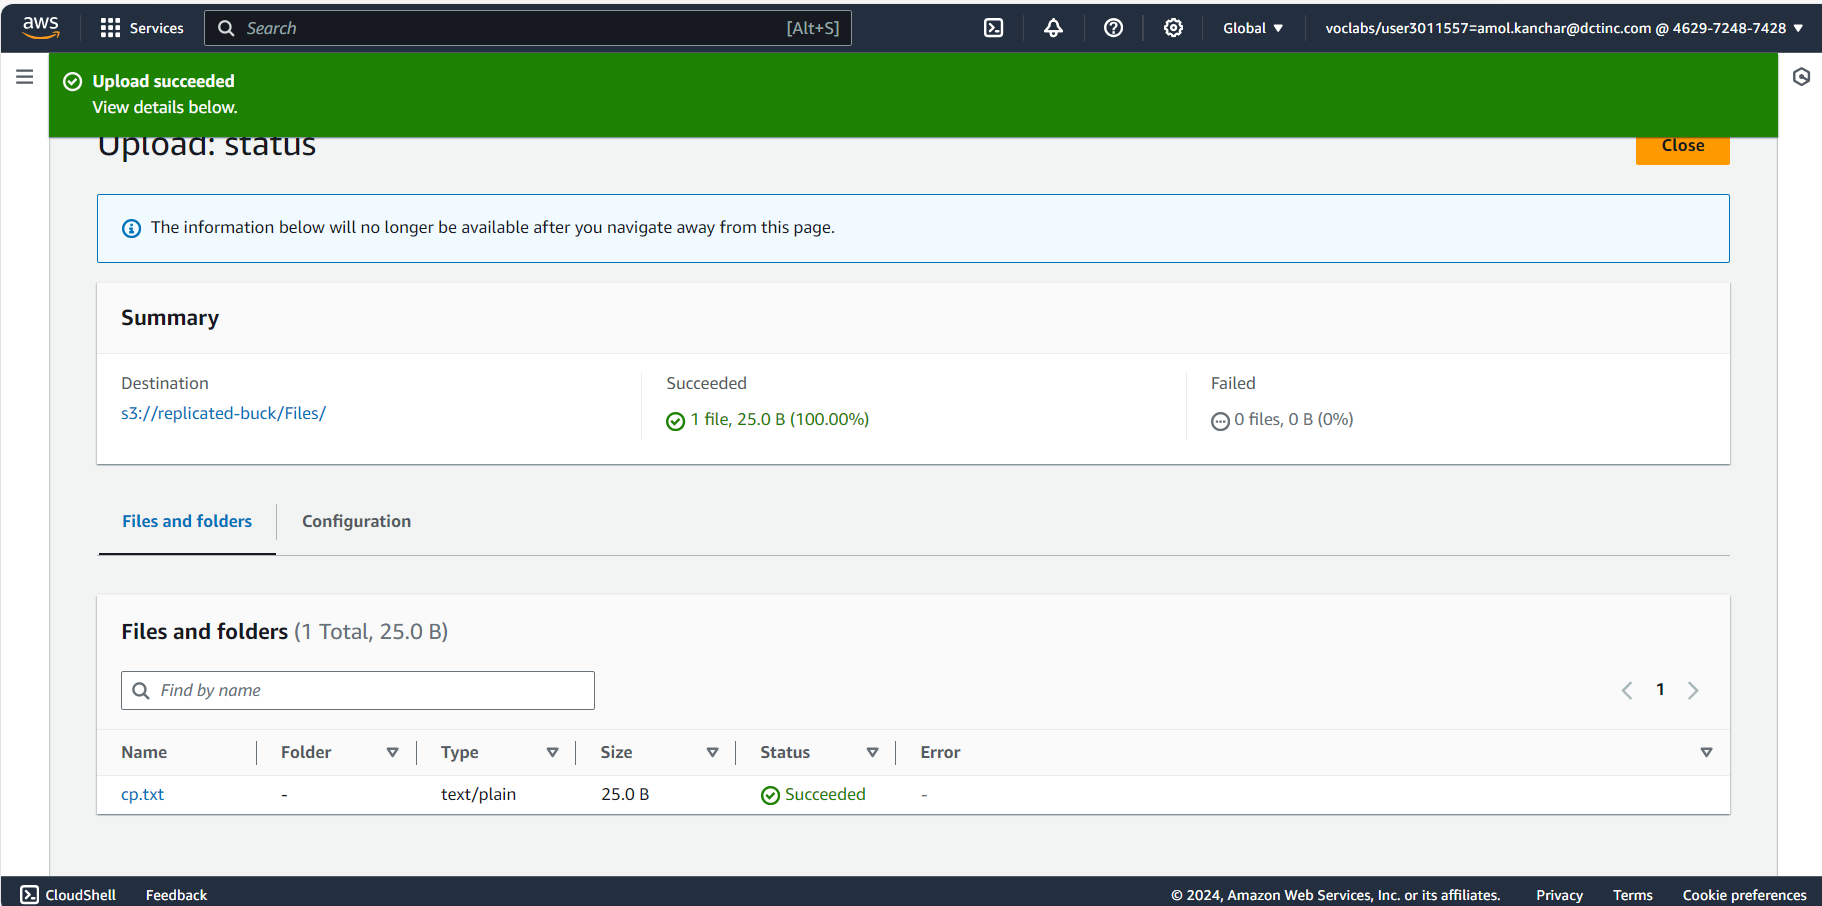 aws Services Search [Alt+S] Global voclabs/user3011557=amol.kanchar@dctinc.com @ 4629-7248-7428
Upload succeeded
View details below.
Upload: status Close
The information below will no longer be available after you navigate away from this page.
Summary
Destination Succeeded Failed
s3://replicated-buck/Files/ 1 file, 25.0 B (100.00%) 0 files, 0 B (0%)
Files and folders Configuration
Files and folders (1 Total, 25.0 B)
Find by name 1
Name Folder Type Size Status Error
cp.txt - text/plain 25.0 B Succeeded -
CloudShell Feedback © 2024, Amazon Web Services, Inc. or its affiliates. Privacy Terms Cookie preferences